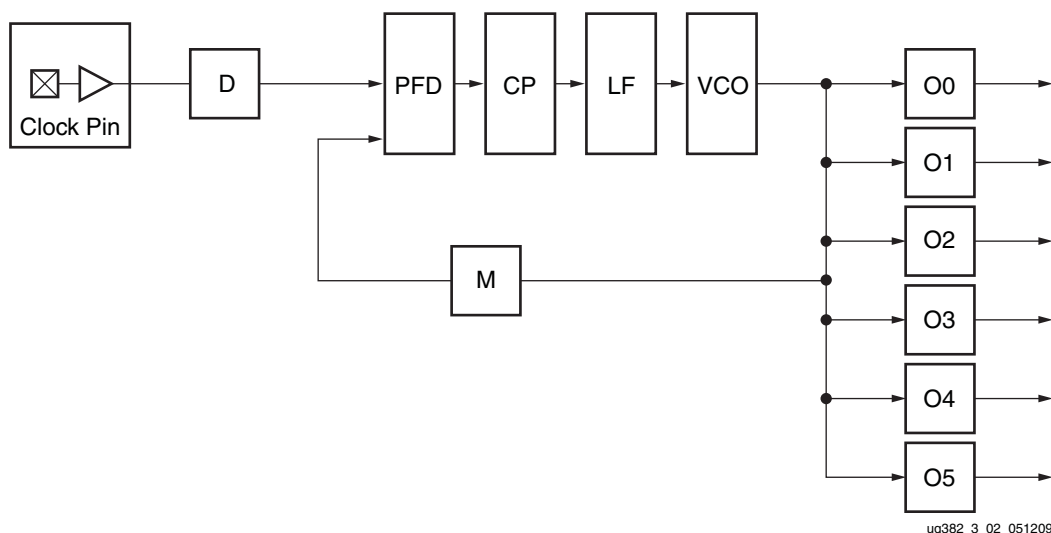 Clock Pin
D
PFD
CP
LF
VCO
O0
O1
O2
M
O3
O4
O5
ug382_3_02_051209